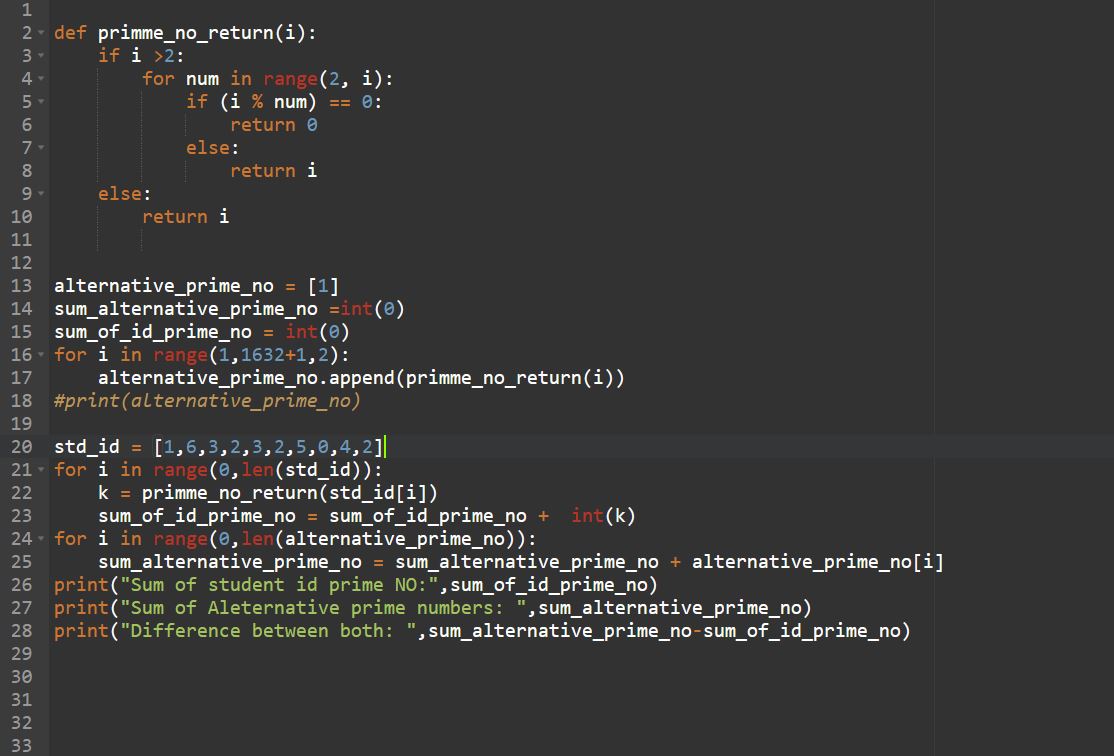 1
2 def primme_no_return(i):
3     if i >2:
4         for num in range(2, i):
5             if (i % num) == 0:
6                 return 0
7             else:
8                 return i
9     else:
10         return i
11
12
13 alternative_prime_no = [1]
14 sum_alternative_prime_no =int(0)
15 sum_of_id_prime_no = int(0)
16 for i in range(1,1632+1,2):
17     alternative_prime_no.append(primme_no_return(i))
18 #print(alternative_prime_no)
19
20 std_id = [1,6,3,2,3,2,5,0,4,2]
21 for i in range(0,len(std_id)):
22     k = primme_no_return(std_id[i])
23     sum_of_id_prime_no = sum_of_id_prime_no +  int(k)
24 for i in range(0,len(alternative_prime_no)):
25     sum_alternative_prime_no = sum_alternative_prime_no + alternative_prime_no[i]
26 print("Sum of student id prime NO:",sum_of_id_prime_no)
27 print("Sum of Aleternative prime numbers: ",sum_alternative_prime_no)
28 print("Difference between both: ",sum_alternative_prime_no-sum_of_id_prime_no)
29
30
31
32
33